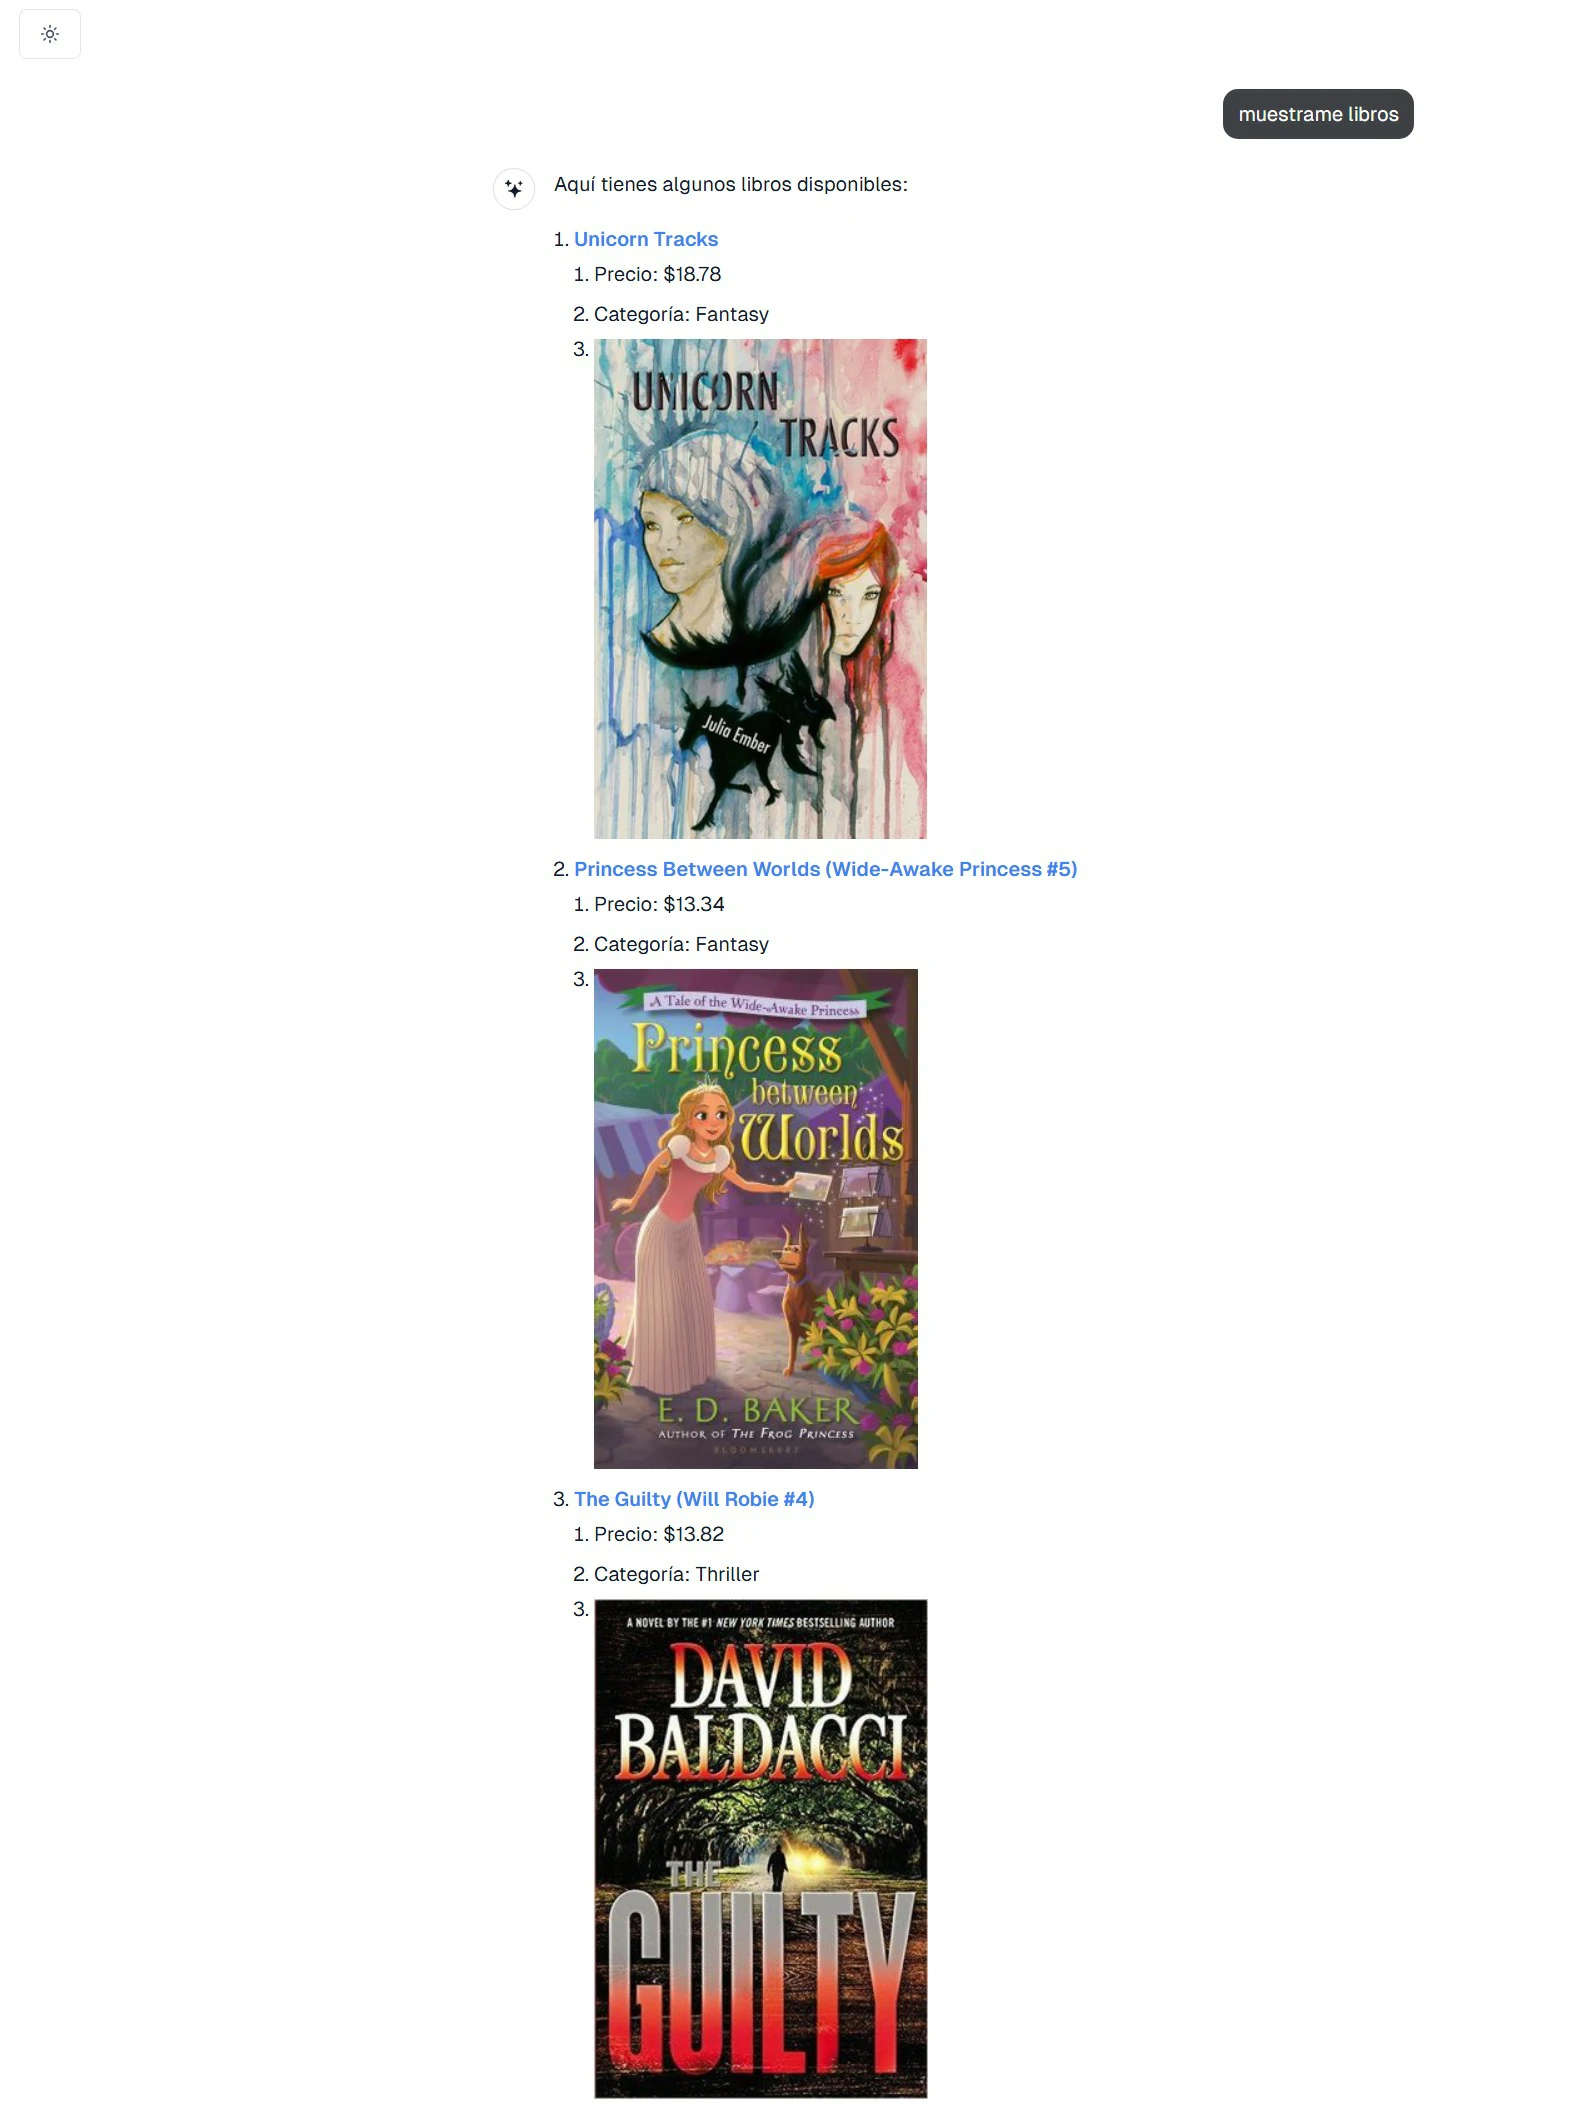 muestrame libros
Aquí tienes algunos libros disponibles:
1. Unicorn Tracks
1. Precio: $18.78
2. Categoría: Fantasy
3.
UNICORN
TRACKS
Julia Ember
2. Princess Between Worlds (Wide-Awake Princess #5)
1. Precio: $13.34
2. Categoría: Fantasy
3.
A Tale of the Wide-Awake Princess
Princess
between
Worlds
E. D. BAKER
AUTHOR OF THE FROG PRINCESS
BLOOMSBURY
3. The Guilty (Will Robie #4)
1. Precio: $13.82
2. Categoría: Thriller
3.
A NOVEL BY THE #1 NEW YORK TIMES BESTSELLING AUTHOR
DAVID
BALDACCI
THE
GUILTY